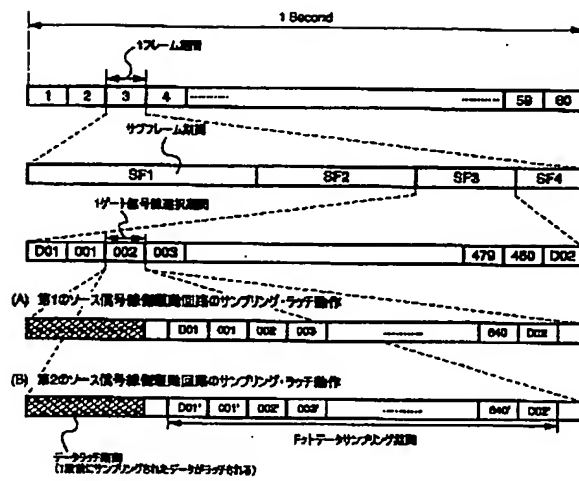 1 Second
1フレーム期間
1 2 3 4 59 60
サブフレーム期間
SF1 SF2 SF3 SF4
1ゲート信号線選択期間
D01 001 002 003 479 480 D02
(A) 第1のソース信号線側駆動回路のサンプリング・ラッチ動作
D01 001 002 003 640 D02
(B) 第2のソース信号線側駆動回路のサンプリング・ラッチ動作
D01' 001' 002' 003' 640' D02'
ドットデータサンプリング期間
データラッチ期間
(1段前にサンプリングされたデータがラッチされる)